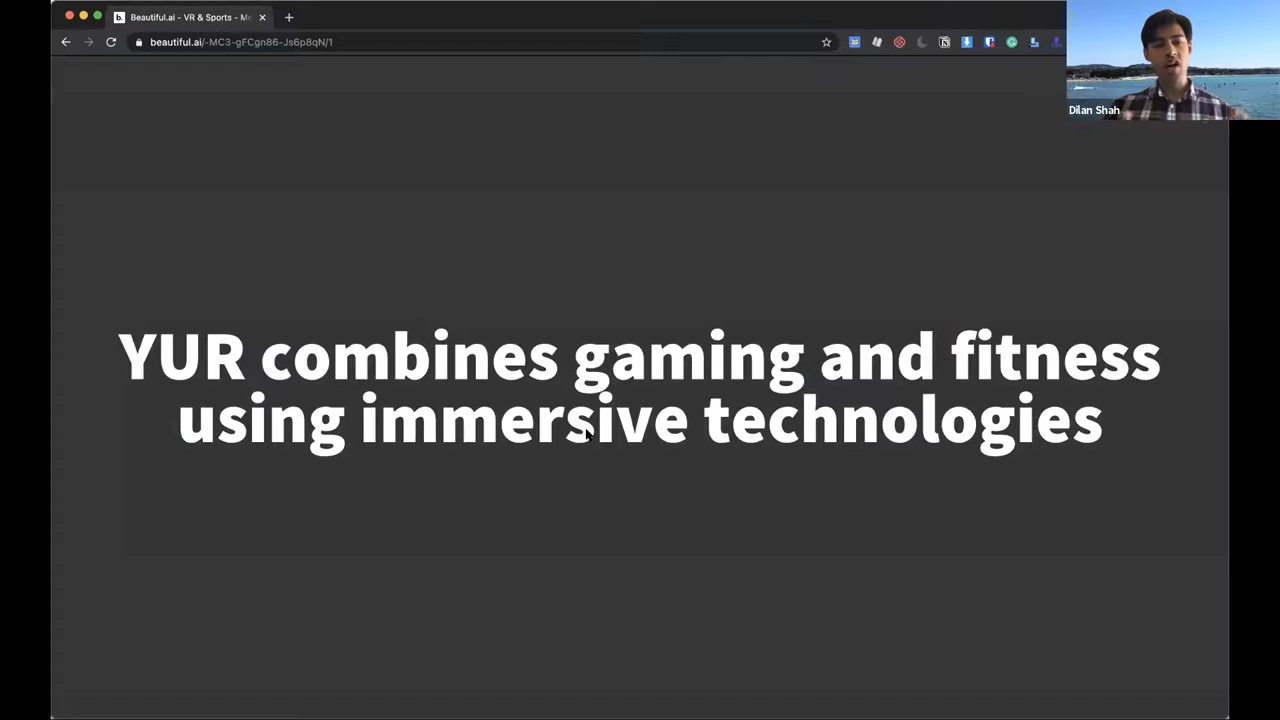 Beautiful.ai - VR & Sports - Mo
beautiful.ai/-MC3-gFCgn86-Js6p8qN/1
Dilan Shah
YUR combines gaming and fitness
using immersive technologies